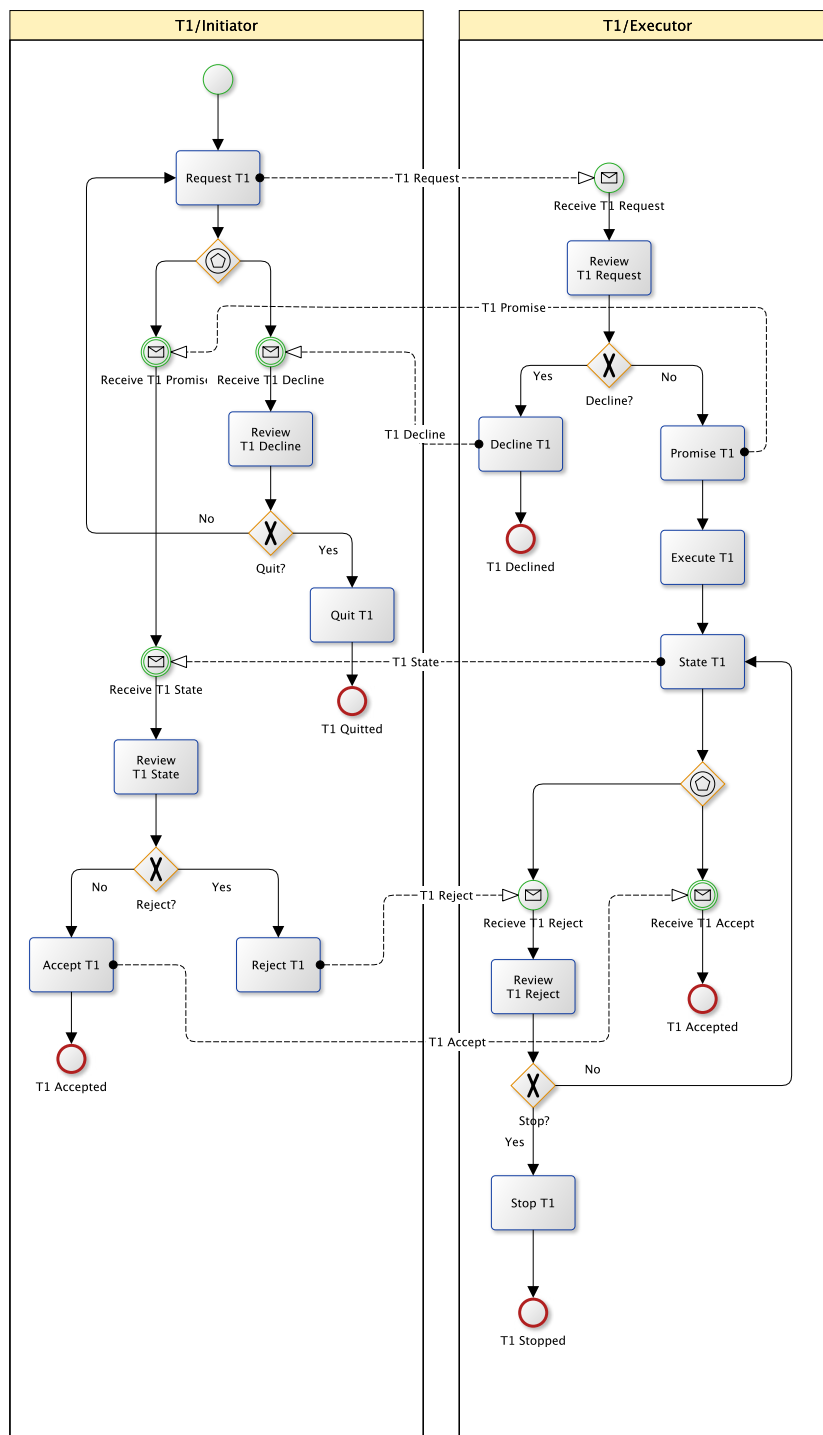 T1/Initiator
T1/Executor
Request T1
T1 Request
Receive T1 Request
Review
T1 Request
T1 Promise
Receive T1 Promis
Receive T1 Decline
Decline?
Yes
No
T1 Decline
Review
T1 Decline
Decline T1
Promise T1
No
Yes
Quit?
T1 Declined
Execute T1
Quit T1
T1 State
State T1
Receive T1 State
T1 Quitted
Review
T1 State
No
Yes
Reject?
T1 Reject
Recieve T1 Reject
Receive T1 Accept
Accept T1
Reject T1
Review
T1 Reject
T1 Accepted
T1 Accept
T1 Accepted
No
Stop?
Yes
Stop T1
T1 Stopped